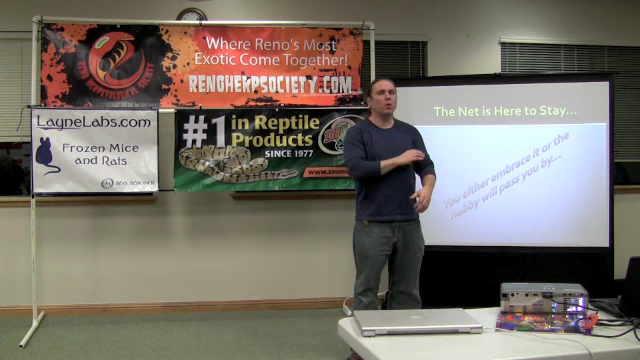 Where Reno's Most
Exotic Come Together!
RENOHERPSOCIETY.COM
LayneLabs.com
Frozen Mice
and Rats
#1 in Reptile
Products
SINCE 1977
The Net is Here to Stay...
You either embrace it or the
hobby will pass you by...